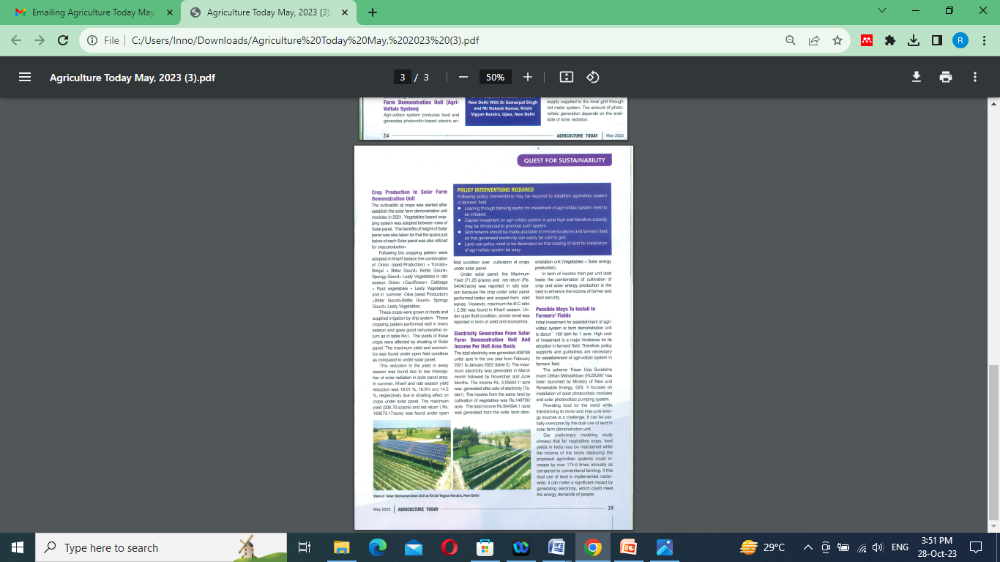 Emailing Agriculture Today May,
Agriculture Today May, 2023 (3).
File
C:/Users/Inno/Downloads/Agriculture%20Today%20May,%202023%20(3).pdf
R
Agriculture Today May, 2023 (3).pdf
3 / 3
50%
Farm Demonstration Unit (Agri-
Voltaic System)
Agri-voltaic system produces food and
generates photovoltic-based electric en-
New Delhi With Dr Samarpal Singh
and Mr Rakesh Kumar, Krishi
Vigyan Kendra, Ujwa, New Delhi
supply supplied to the local grid through
net meter system. The amount of photo-
voltaic generation depends on the avail-
able of solar radiation.
24
AGRICULTURE TODAY | May 2023
QUEST FOR SUSTAINABILITY
Crop Production In Solar Farm
Demonstration Unit
The cultivation of crops was started after
establish the solar farm demonstration unit
modules in 2021. Vegetables based crop-
ping system was adopted between rows of
Solar panel. The benefits of height of Solar
panel was also taken for that the space just
below of each Solar panel was also utilized
for crop production.
Following bio cropping pattern were
adopted in kharif season the combination
of Onion (seed Production) + Tomato+
Brinjal + Bitter Gourd+ Bottle Gourd+
Spongy Gourd+ Leafy Vegetables in rabi
season Onion +Cauliflower+ Cabbage
+ Root vegetables + Leafy Vegetables
and in summer Okra (seed Production)
+Bitter Gourd+Bottle Gourd+ Spongy
Gourd+ Leafy Vegetables.
These crops were grown on beds and
supplied irrigation by drip system. These
cropping patters performed well in every
season and gave good remunerative re-
turn as in table No1. The yields of these
crops were affected by shading of Solar
panel. The maximum yield and econom-
ics was found under open field condition
as compared to under solar panel.
This reduction in the yield in every
season was found due to low intercep-
tion of solar radiation in solar panel area.
In summer, Kharif and rabi season yield
reduction was 19.01 %, 18.9% and 14.2
%, respectively due to shading effect on
crops under solar panel. The maximum
yield (206.70 q/acre) and net return ( Rs.
183673.17/acre) was found under open
POLICY INTERVENTIONS REQUIRED
Following policy interventions may be required to establish agrivoltaic system
in farmers' field.
● Loaning through banking sector for installment of agri-voltaic system need to
be initiated.
● Capital investment on agri-voltaic system is quite high and therefore subsidy
may be introduced to promote such system.
● Grid network should be made available to remote locations and farmers' field
so that generated electricity can easily be sold to grid.
● Land use policy need to be developed so that leasing of land for installation
of agri-voltaic system be easy.
field condition over cultivation of crops
under solar panel .
Under solar panel, the Maximum
Yield (71.25 q/acre) and net return (Rs.
54040/acre) was reported in rabi sea-
son because the crop under solar panel
performed better and scoped form cold
waves. However, maximum the B:C ratio
( 2.36) was found in Kharif season. Un-
der open field condition, similar trend was
reported in term of yield and economics.
Electricity Generation From Solar
Farm Demonstration Unit And
Income Per Unit Area Basis
The total electricity was generated 408789
units/ acre in the one year from February
2021 to January 2022 (table 2). The maxi-
mum electricity was generated in March
month followed by November and June
Months. The income Rs. 3,55644.1/ acre
was generated after sale of electricity (Ta-
ble1). The income from the same land by
cultivation of vegetables was Rs.148750/
acre. The total income Rs.504394.1 /acre
was generated from the solar farm dem-
onstration unit (Vegetables + Solar energy
production).
In term of income from per unit land
basis the combination of cultivation of
crop and solar energy production is the
best to enhance the income of farmer and
food security.
Possible Ways To Install In
Farmers' Fields
Initial investment for establishment of agri-
voltaic system or farm demonstration unit
is about ` 160 lakh for 1 acre. High cost
of investment is a major hindrance for its
adoption in farmers' field. Therefore, policy
supports and guidelines are necessary
for establishment of agri-voltaic system in
farmers' field.
The scheme 'Kisan Urja Suraksha
evam Utthan Mahabhiyan (KUSUM)' has
been launched by Ministry of New and
Renewable Energy, GOI. It focuses on
installation of solar photovoltaic modules
and solar photovoltaic pumping system.
Providing food for the world while
transitioning to more land intensive ener-
gy sources is a challenge. It can be par-
tially overcome by the dual use of land in
solar farm demonstration unit.
Our preliminary modeling study
showed that for vegetables crops, food
yields in India may be maintained while
the income of the farms deploying the
proposed agrivoltaic systems could in-
crease by over 174.6 times annually as
compared to conventional farming. If this
dual use of land is implemented nation-
wide, it can make a significant impact by
generating electricity, which could meet
the energy demands of people.
View of Solar Demonstration Unit at Krishi Vigyan Kendra, New Delhi
May 2023 | AGRICULTURE TODAY
25
Type here to search
29°C
ENG
3:51 PM
28-Oct-23